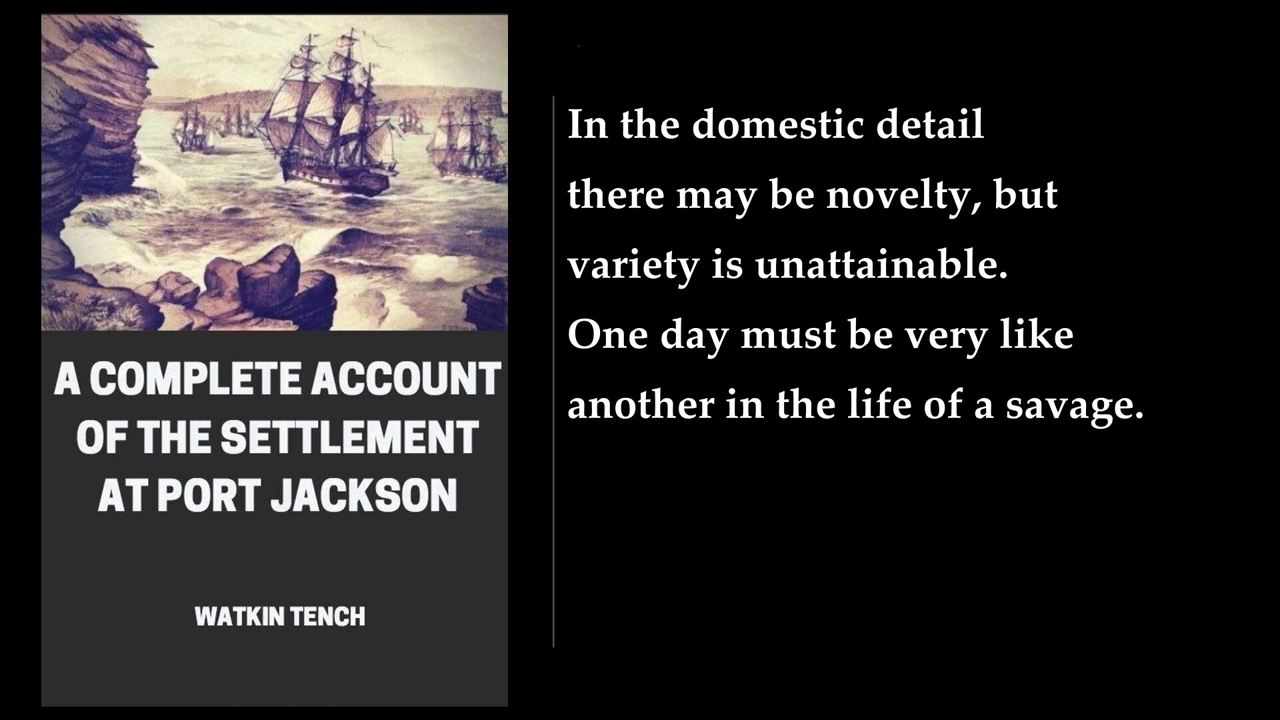 A COMPLETE ACCOUNT
OF THE SETTLEMENT
AT PORT JACKSON
WATKIN TENCH
In the domestic detail
there may be novelty, but
variety is unattainable.
One day must be very like
another in the life of a savage.